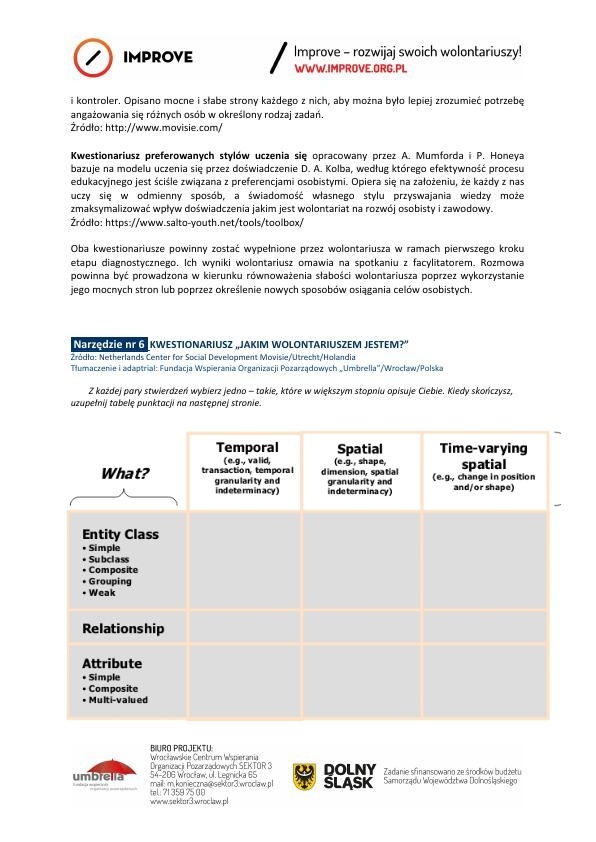 IMPROVE
Improve – rozwijaj swoich wolontariuszy!
WWW.IMPROVE.ORG.PL
i kontroler. Opisano mocne i słabe strony każdego z nich, aby można było lepiej zrozumieć potrzebę
angażowania się różnych osób w określony rodzaj zadań.
Źródło: http://www.movisie.com/
Kwestionariusz preferowanych stylów uczenia się opracowany przez A. Mumforda i P. Honeya
bazuje na modelu uczenia się przez doświadczenie D. A. Kolba, według którego efektywność procesu
edukacyjnego jest ściśle związana z preferencjami osobistymi. Opiera się na założeniu, że każdy z nas
uczy się w odmienny sposób, a świadomość własnego stylu przyswajania wiedzy może
zmaksymalizować wpływ doświadczenia jakim jest wolontariat na rozwój osobisty i zawodowy.
Źródło: https://www.salto-youth.net/tools/toolbox/
Oba kwestionariusze powinny zostać wypełnione przez wolontariusza w ramach pierwszego kroku
etapu diagnostycznego. Ich wyniki wolontariusz omawia na spotkaniu z facylitatorem. Rozmowa
powinna być prowadzona w kierunku równoważenia słabości wolontariusza poprzez wykorzystanie
jego mocnych stron lub poprzez określenie nowych sposobów osiągania celów osobistych.
Narzędzie nr 6 KWESTIONARIUSZ „JAKIM WOLONTARIUSZEM JESTEM?”
Źródło: Netherlands Center for Social Development Movisie/Utrecht/Holandia
Tłumaczenie i adaptrial: Fundacja Wspierania Organizacji Pozarządowych „Umbrella”/Wrocław/Polska
Z każdej pary stwierdzeń wybierz jedno – takie, które w większym stopniu opisuje Ciebie. Kiedy skończysz,
uzupełnij tabelę punktacji na następnej stronie.
What?
Temporal
(e.g., valid,
transaction, temporal
granularity and
indeterminacy)
Spatial
(e.g., shape,
dimension, spatial
granularity and
indeterminacy)
Time-varying
spatial
(e.g., change in position
and/or shape)
Entity Class
• Simple
• Subclass
• Composite
• Grouping
• Weak
Relationship
Attribute
• Simple
• Composite
• Multi-valued
umbrella
fundacja wspierania
organizacji pozarządowych
BIURO PROJEKTU:
Wrocławskie Centrum Wspierania
Organizacji Pozarządowych SEKTOR 3
54-206 Wrocław, ul. Legnicka 65
mail: m.konieczna@sektor3.wroclaw.pl
tel.: 71 359 75 00
www.sektor3.wroclaw.pl
DOLNY
ŚLĄSK
Zadanie sfinansowano ze środków budżetu
Samorządu Województwa Dolnośląskiego